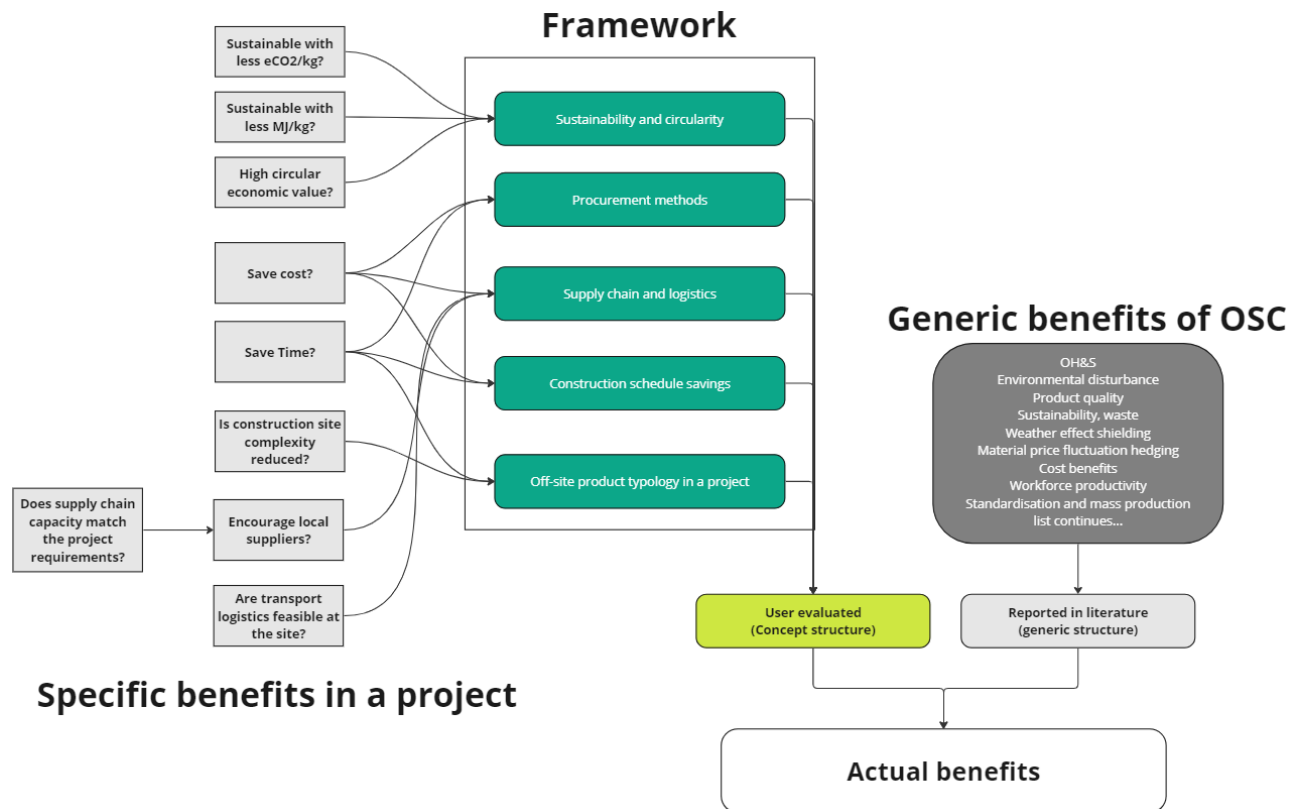 Framework
Sustainable with
less eCO2/kg?
Sustainable with
less MJ/kg?
High circular
economic value?
Save cost?
Save Time?
Is construction site
complexity
reduced?
Does supply chain
capacity match
the project
requirements?
Encourage local
suppliers?
Are transport
logistics feasible at
the site?
Specific benefits in a project
Sustainability and circularity
Procurement methods
Supply chain and logistics
Construction schedule savings
Off-site product typology in a project
Generic benefits of OSC
OH&S
Environmental disturbance
Product quality
Sustainability, waste
Weather effect shielding
Material price fluctuation hedging
Cost benefits
Workforce productivity
Standardisation and mass production
list continues...
User evaluated
(Concept structure)
Reported in literature
(generic structure)
Actual benefits